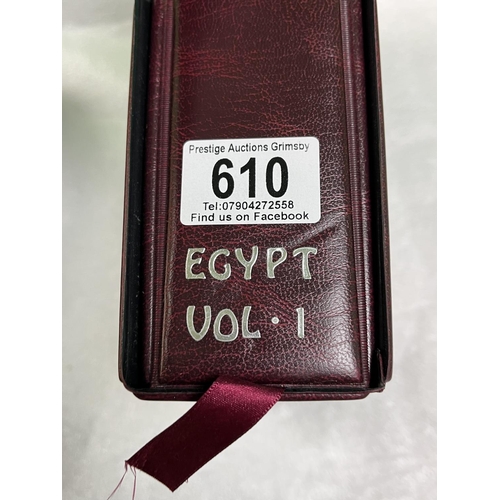 Prestige Auctions Grimsby
610
Tel:07904272558
Find us on Facebook
EGYPT
VOL·1